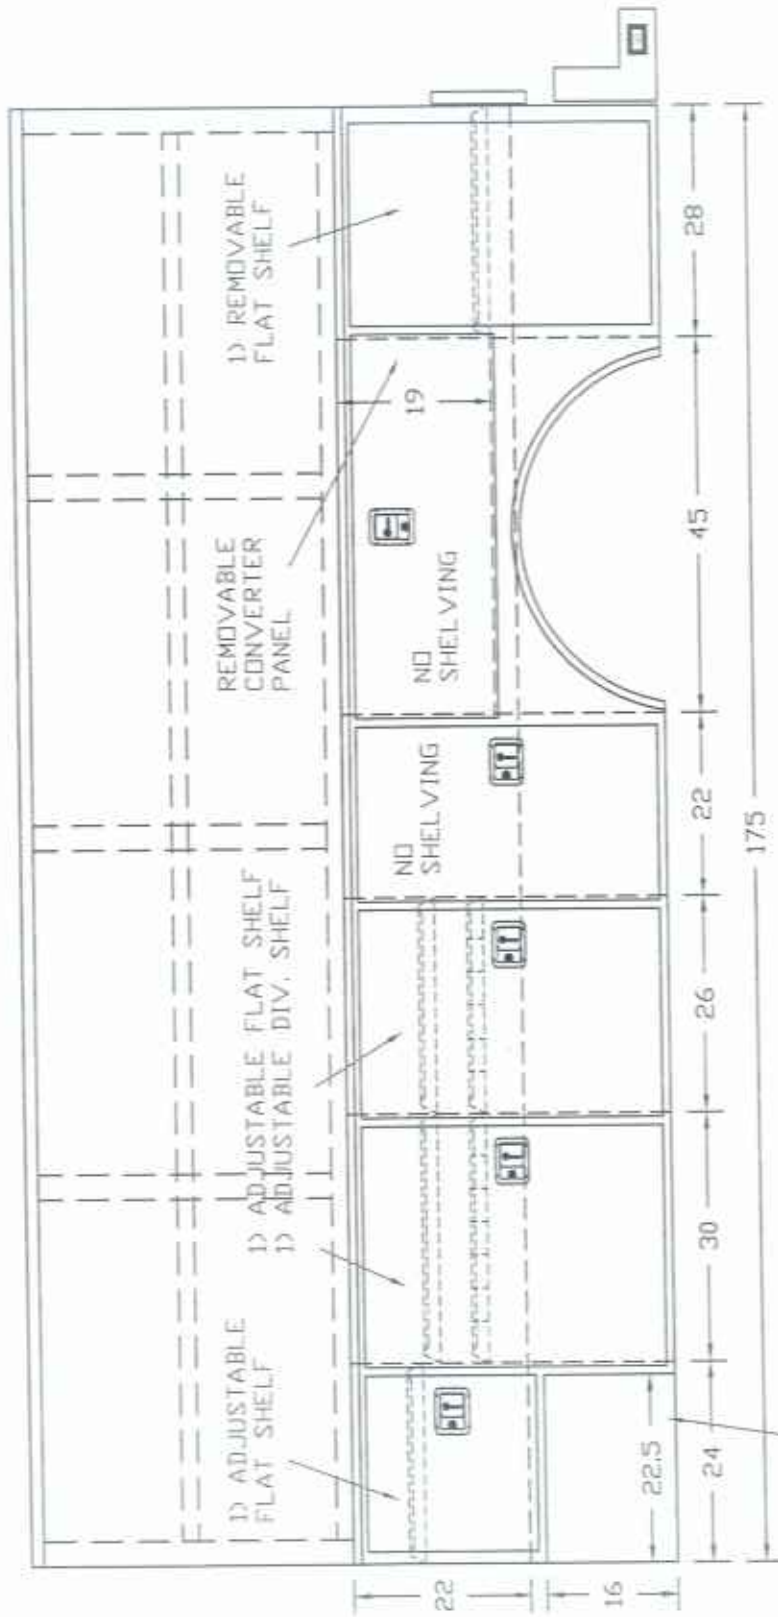 1) ADJUSTABLE
FLAT SHELF
1) ADJUSTABLE FLAT SHELF
1) ADJUSTABLE DIV. SHELF
REMOVABLE
CONVERTER
PANEL
1) REMOVABLE
FLAT SHELF
NO
SHELVING
NO
SHELVING
19
22
16
22.5
24
30
26
22
45
28
175